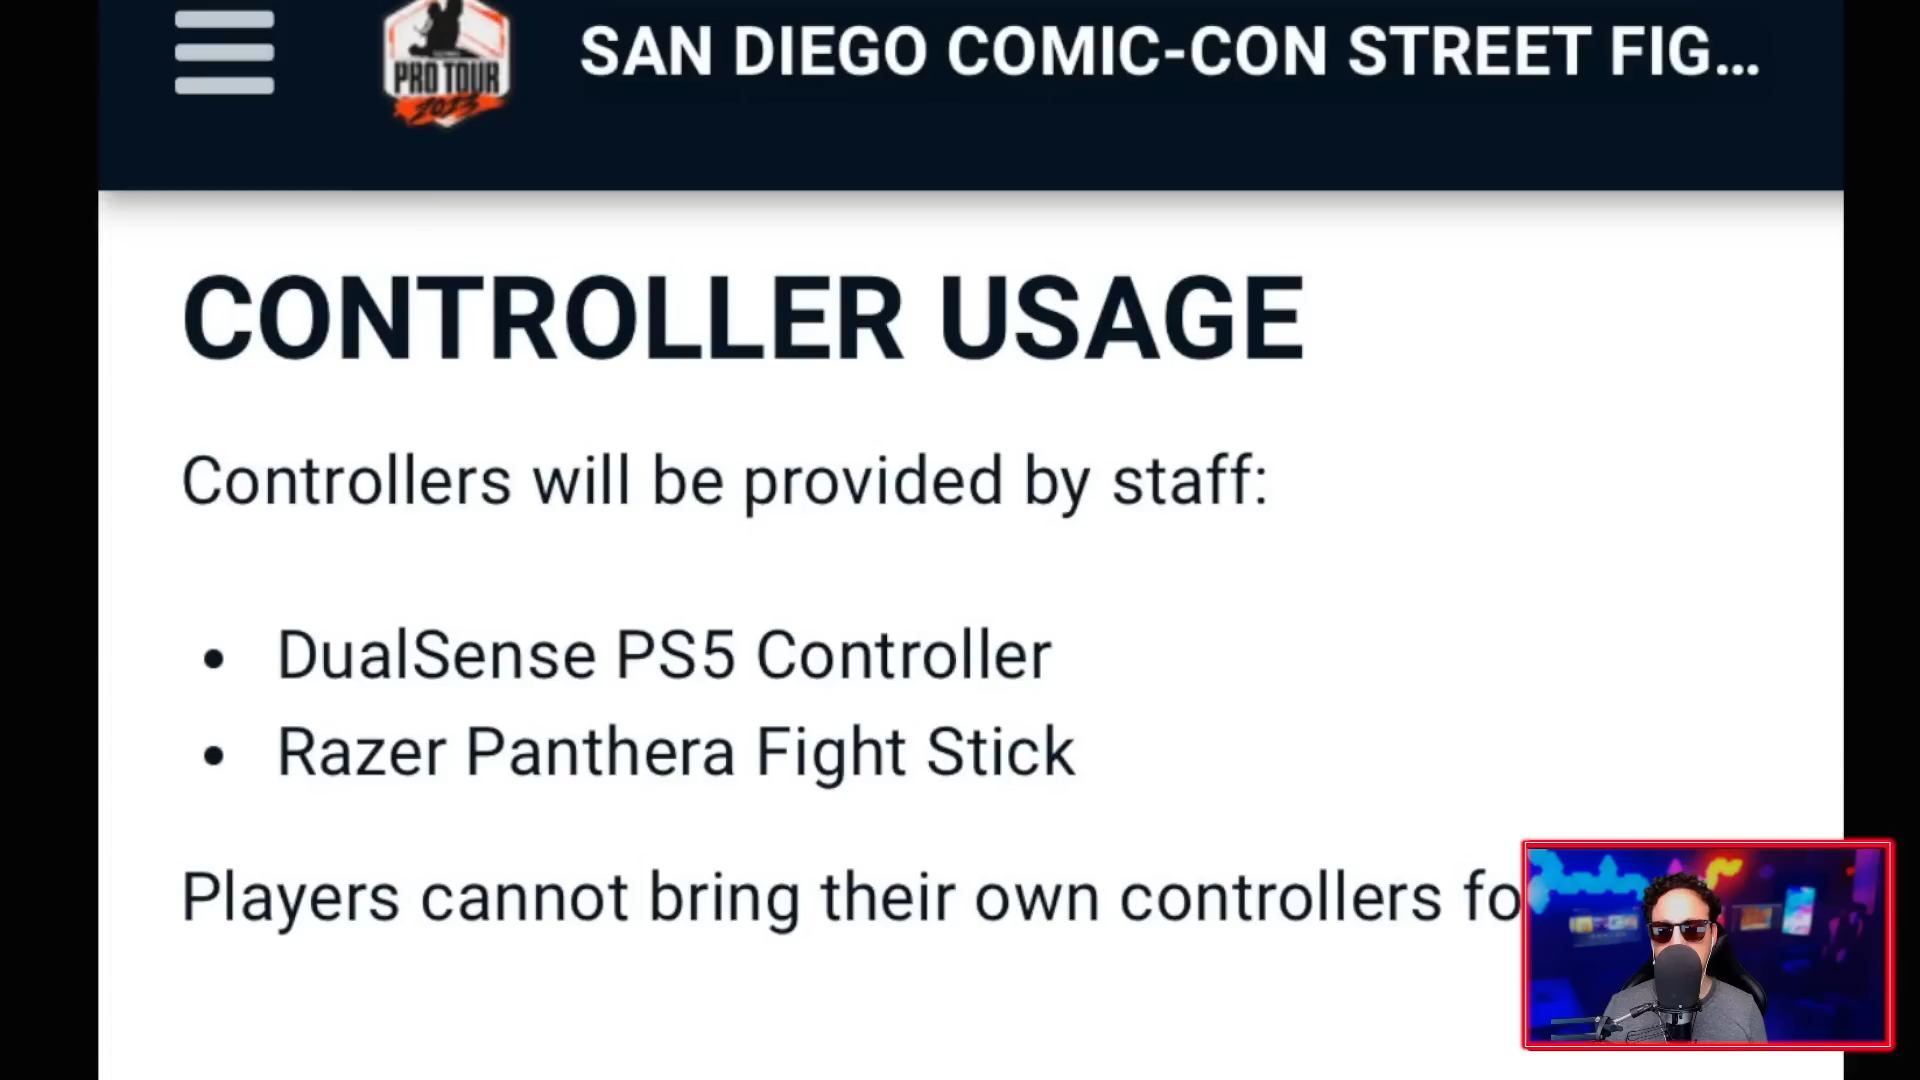 PRO TOUR
2023
SAN DIEGO COMIC-CON STREET FIG...
CONTROLLER USAGE
Controllers will be provided by staff:
• DualSense PS5 Controller
• Razer Panthera Fight Stick
Players cannot bring their own controllers fo